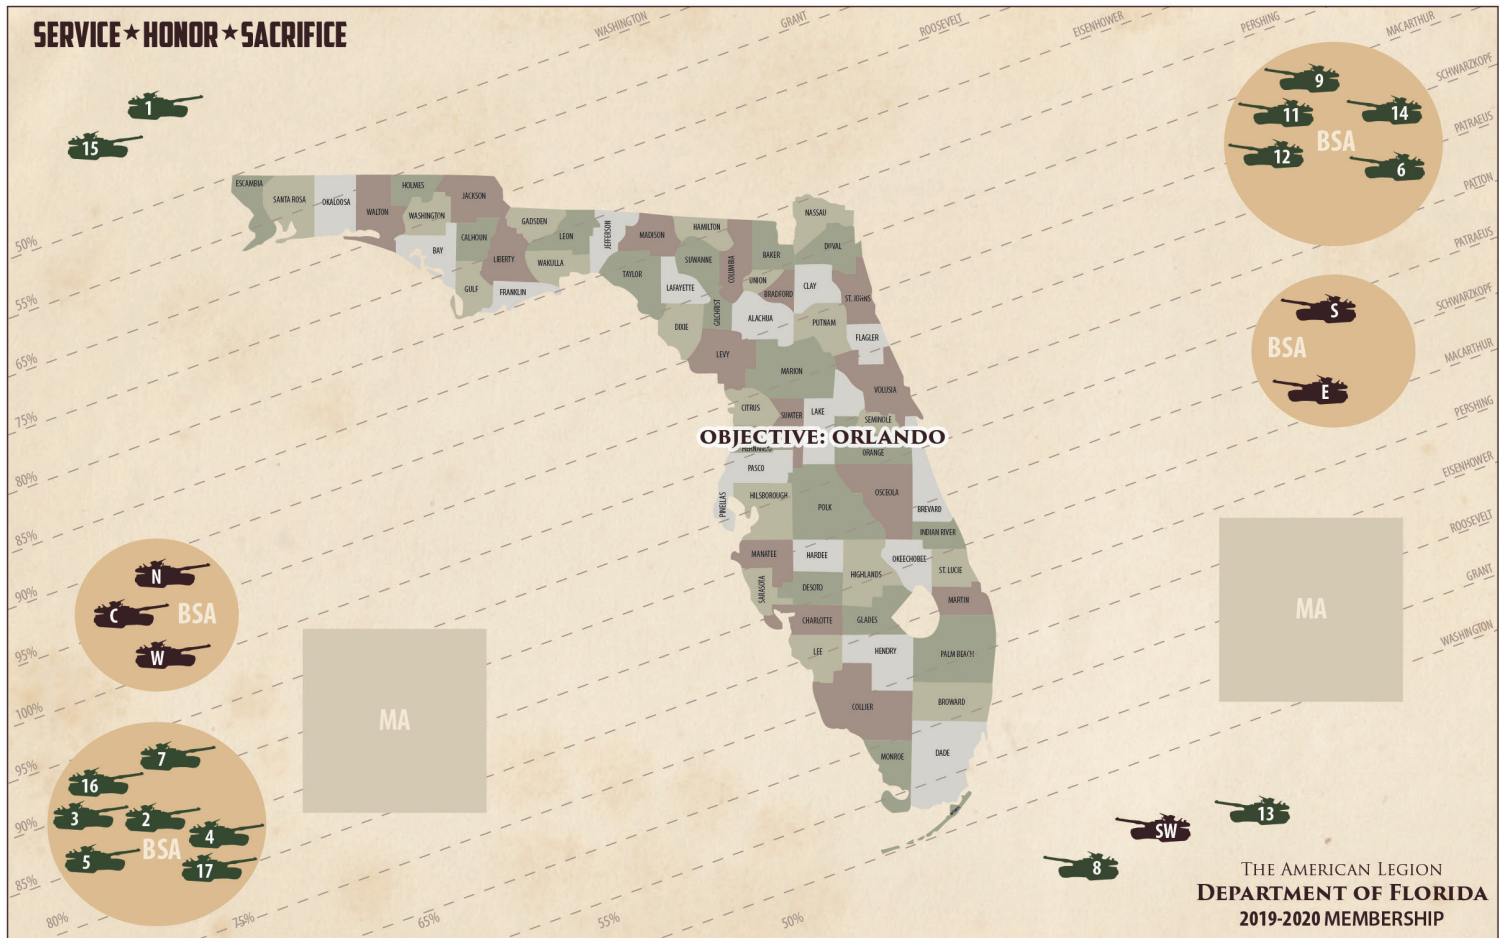 SERVICE★HONOR★SACRIFICE
WASHINGTON
GRANT
ROOSEVELT
EISENHOWER
PERSHING
MACARTHUR
SCHWARZKOPF
PATRAEUS
PATTON
PATRAEUS
SCHWARZKOPF
MACARTHUR
PERSHING
EISENHOWER
ROOSEVELT
GRANT
WASHINGTON
1
15
9
11
14
BSA
12
6
S
BSA
E
ESCAMBIA
SANTA ROSA
OKALOOSA
WALTON
HOLMES
JACKSON
WASHINGTON
BAY
CALHOUN
GULF
LIBERTY
FRANKLIN
GADSDEN
LEON
WAKULLA
JEFFERSON
MADISON
TAYLOR
HAMILTON
SUWANNE
LAFAYETTE
COLUMBIA
BAKER
UNION
BRADFORD
NASSAU
DUVAL
CLAY
ST. JOHNS
DIXIE
GILCHRIST
ALACHUA
PUTNAM
FLAGLER
LEVY
MARION
VOLUSIA
CITRUS
SUMTER
LAKE
SEMINOLE
OBJECTIVE: ORLANDO
ORANGE
PASCO
PINELLAS
HILSBOROUGH
POLK
OSCEOLA
BREVARD
INDIAN RIVER
MANATEE
HARDEE
OKEECHOBEE
ST. LUCIE
SARASOTA
DESOTO
HIGHLANDS
MARTIN
CHARLOTTE
GLADES
LEE
HENDRY
PALM BEACH
COLLIER
BROWARD
MONROE
DADE
50%
55%
65%
75%
80%
85%
90%
95%
100%
95%
90%
85%
80%
75%
65%
55%
50%
N
C
BSA
W
MA
MA
7
16
3
2
4
BSA
5
17
13
SW
8
THE AMERICAN LEGION
DEPARTMENT OF FLORIDA
2019-2020 MEMBERSHIP